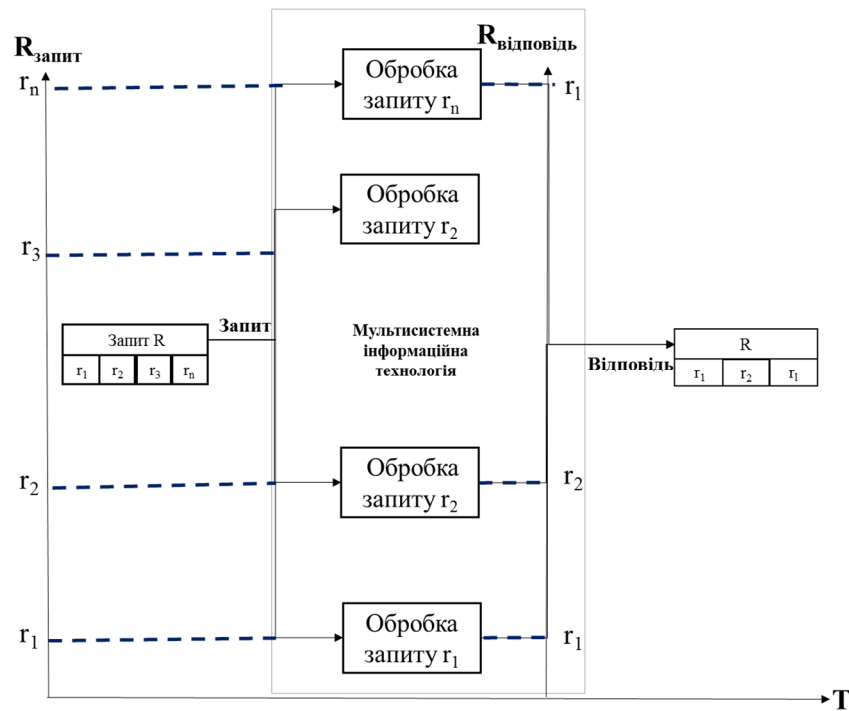 Rзапит
Rвідповідь
rn
Обробка
запиту rn
r1
Обробка
запиту r2
r3
Запит R
r1 r2 r3 rn
Запит
Мультисистемна
інформаційна
технологія
Відповідь
R
r1 r2 rl
r2
Обробка
запиту r2
r2
r1
Обробка
запиту r1
r1
T